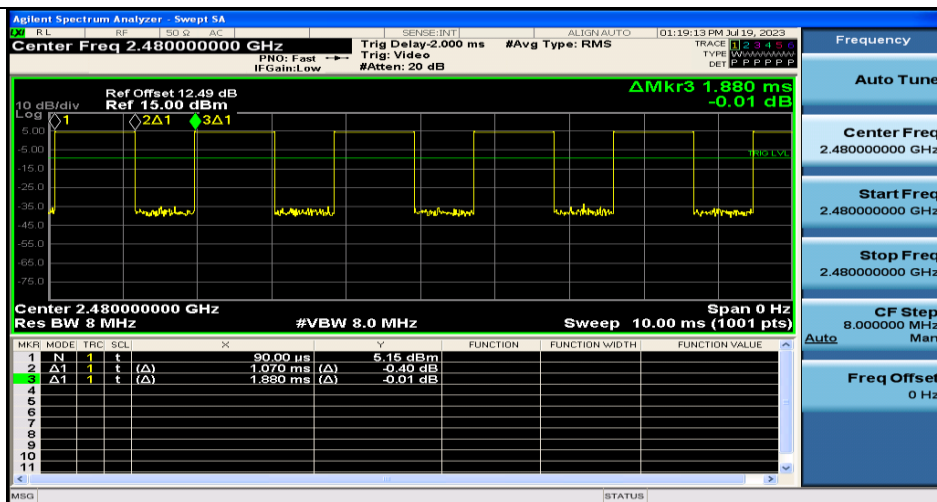 Agilent Spectrum Analyzer - Swept SA
LXI RL RF 50 Ω AC SENSE:INT ALIGN AUTO 01:19:13 PM Jul 19, 2023
Center Freq 2.480000000 GHz
Trig Delay-2.000 ms #Avg Type: RMS
TRACE 1 2 3 4 5 6
PNO: Fast Trig: Video
TYPE WWWWWW
IFGain:Low #Atten: 20 dB
DET P P P P P P
Frequency
Auto Tune
ΔMkr3 1.880 ms
-0.01 dB
Ref Offset 12.49 dB
10 dB/div Ref 15.00 dBm
Log
1 2Δ1 3Δ1
5.00
-5.00
TRIG LVL
-15.0
-25.0
-35.0
-45.0
-55.0
-65.0
-75.0
Center 2.480000000 GHz Span 0 Hz
Res BW 8 MHz #VBW 8.0 MHz Sweep 10.00 ms (1001 pts)
MKR MODE TRC SCL X Y FUNCTION FUNCTION WIDTH FUNCTION VALUE
1 N 1 t 90.00 µs 5.15 dBm
2 Δ1 1 t (Δ) 1.070 ms (Δ) -0.40 dB
3 Δ1 1 t (Δ) 1.880 ms (Δ) -0.01 dB
4
5
6
7
8
9
10
11
MSG STATUS
Center Freq
2.480000000 GHz
Start Freq
2.480000000 GHz
Stop Freq
2.480000000 GHz
CF Step
8.000000 MHz
Auto Man
Freq Offset
0 Hz